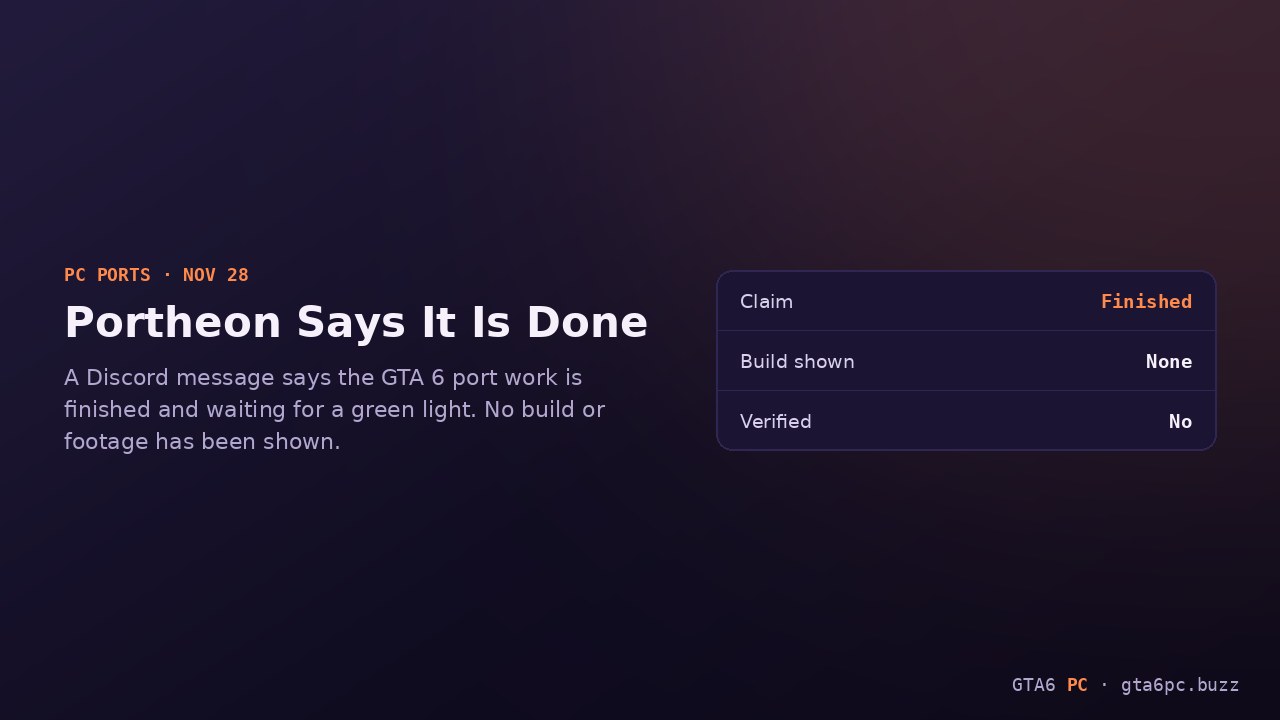 PC PORTS · NOV 28
Portheon Says It Is Done
A Discord message says the GTA 6 port work is
finished and waiting for a green light. No build or
footage has been shown.
Claim Finished
Build shown None
Verified No
GTA6 PC · gta6pc.buzz